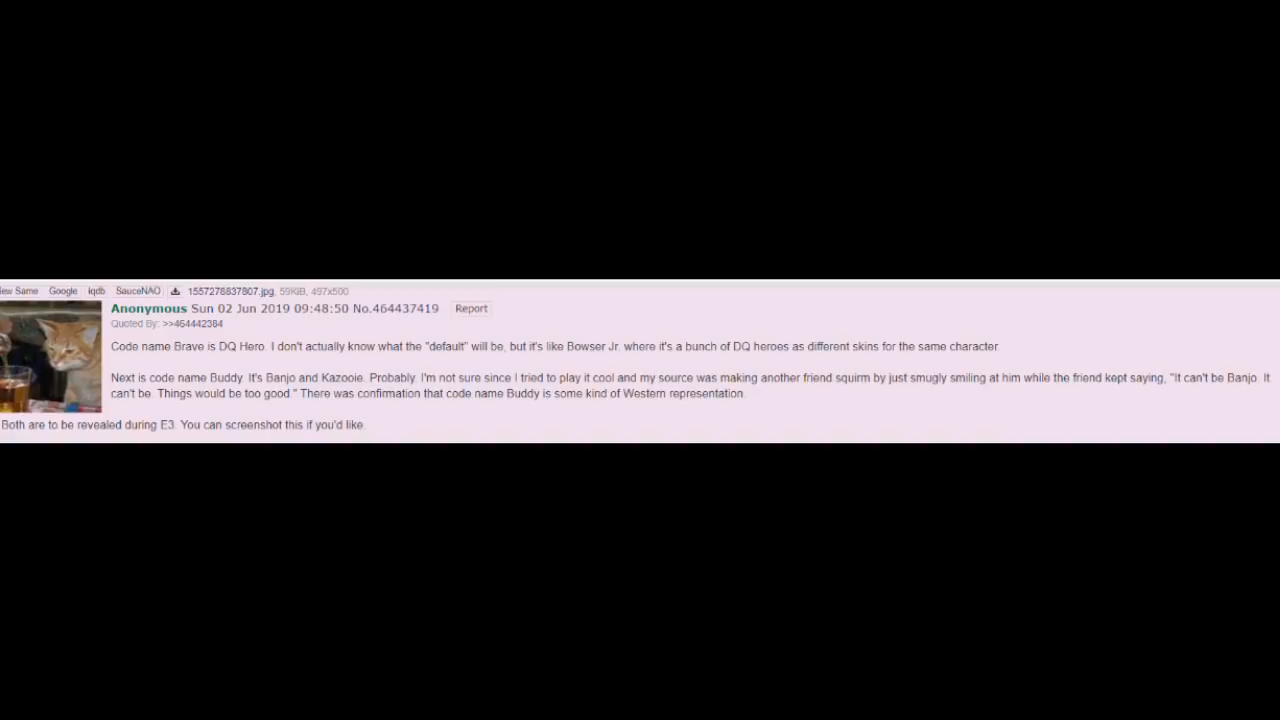 iew Same Google iqdb SauceNAO 1557278837807.jpg, 59KiB, 497x500
Anonymous Sun 02 Jun 2019 09:48:50 No.464437419 Report
Quoted By: >>464442384
Code name Brave is DQ Hero. I don't actually know what the "default" will be, but it's like Bowser Jr. where it's a bunch of DQ heroes as different skins for the same character.
Next is code name Buddy. It's Banjo and Kazooie. Probably. I'm not sure since I tried to play it cool and my source was making another friend squirm by just smugly smiling at him while the friend kept saying, "It can't be Banjo. It
can't be. Things would be too good." There was confirmation that code name Buddy is some kind of Western representation.
Both are to be revealed during E3. You can screenshot this if you'd like.